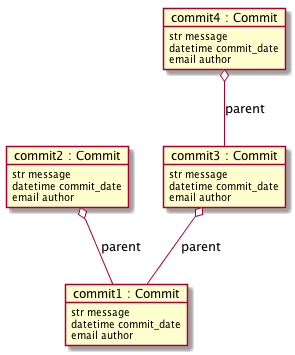 commit4 : Commit
str message
datetime commit_date
email author
parent
commit2 : Commit
str message
datetime commit_date
email author
commit3 : Commit
str message
datetime commit_date
email author
parent
parent
commit1 : Commit
str message
datetime commit_date
email author